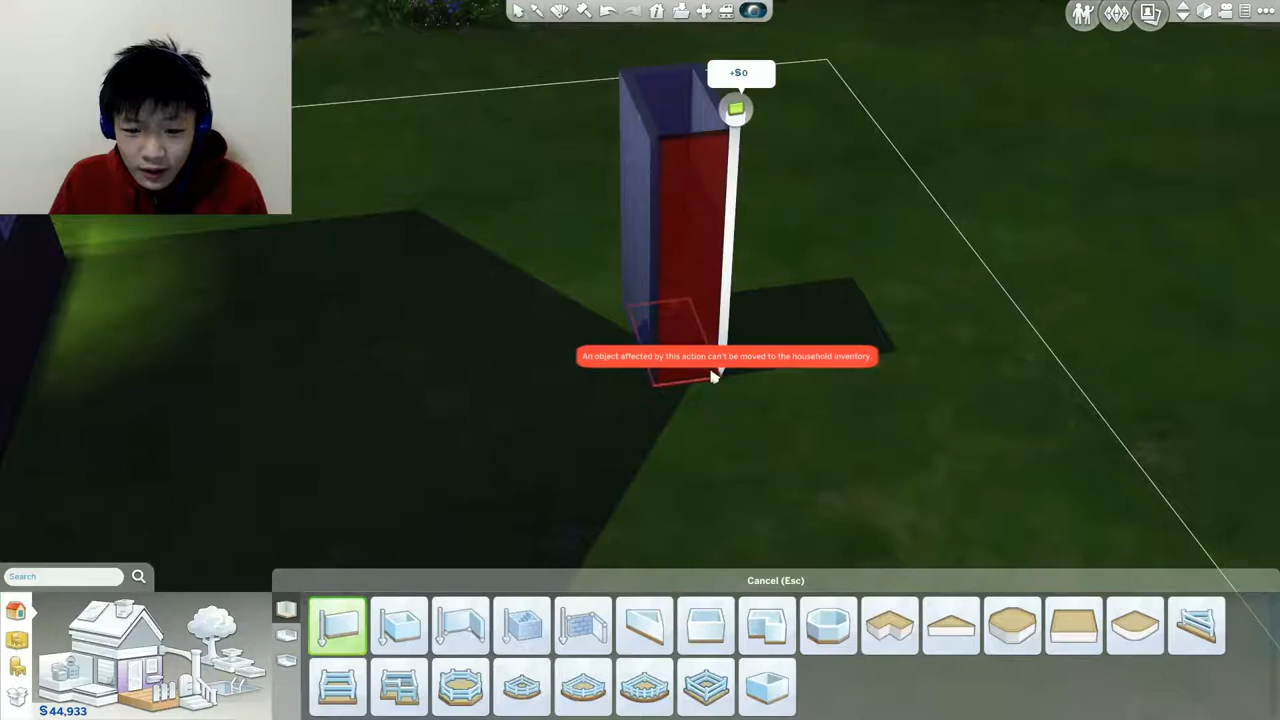 +§0
An object affected by this action can't be moved to the household inventory.
Search
Cancel (Esc)
§44,933